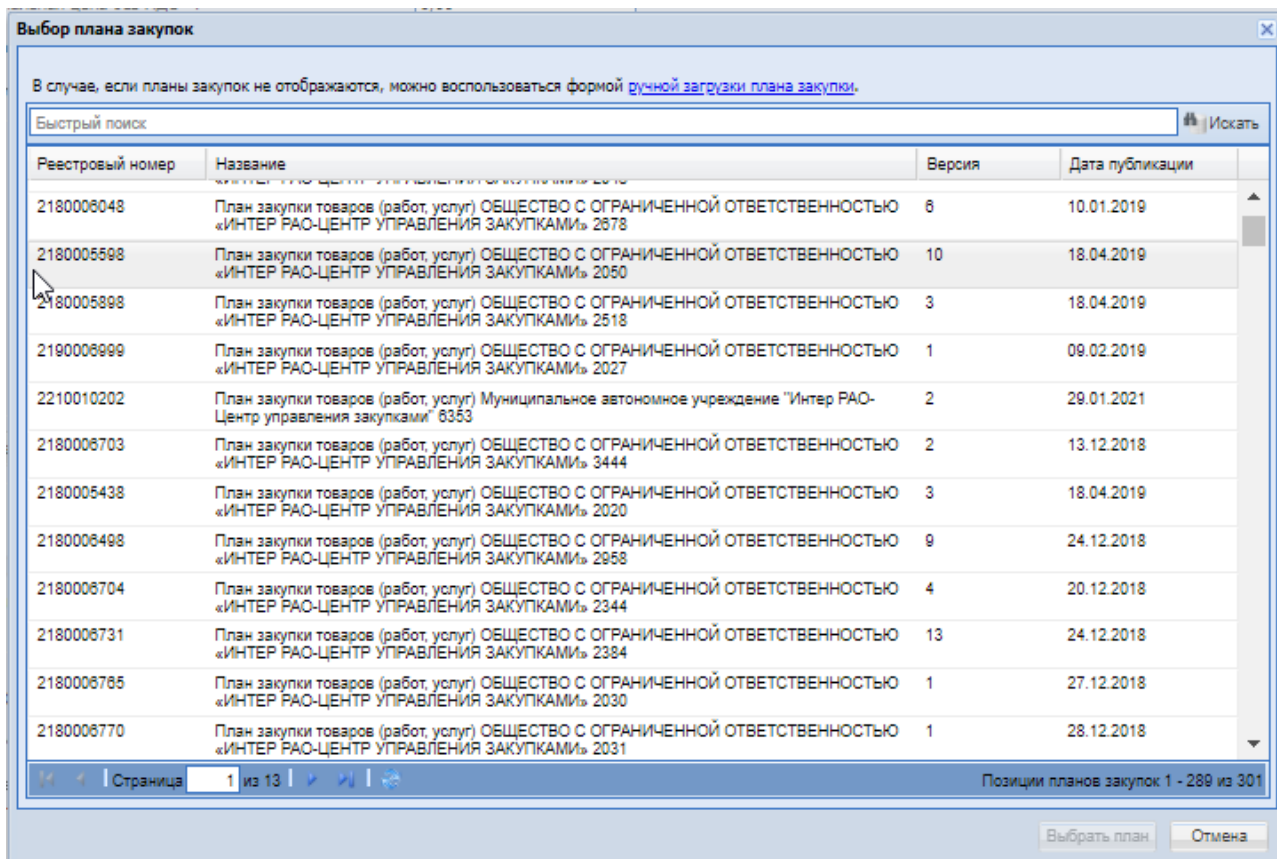 Выбор плана закупок
В случае, если планы закупок не отображаются, можно воспользоваться формой ручной загрузки плана закупки.
Быстрый поиск Искать
Реестровый номер Название Версия Дата публикации
2180006048 План закупки товаров (работ, услуг) ОБЩЕСТВО С ОГРАНИЧЕННОЙ ОТВЕТСТВЕННОСТЬЮ 6 10.01.2019
«ИНТЕР РАО-ЦЕНТР УПРАВЛЕНИЯ ЗАКУПКАМИ» 2678
2180005598 План закупки товаров (работ, услуг) ОБЩЕСТВО С ОГРАНИЧЕННОЙ ОТВЕТСТВЕННОСТЬЮ 10 18.04.2019
«ИНТЕР РАО-ЦЕНТР УПРАВЛЕНИЯ ЗАКУПКАМИ» 2050
2180005898 План закупки товаров (работ, услуг) ОБЩЕСТВО С ОГРАНИЧЕННОЙ ОТВЕТСТВЕННОСТЬЮ 3 18.04.2019
«ИНТЕР РАО-ЦЕНТР УПРАВЛЕНИЯ ЗАКУПКАМИ» 2518
2190006999 План закупки товаров (работ, услуг) ОБЩЕСТВО С ОГРАНИЧЕННОЙ ОТВЕТСТВЕННОСТЬЮ 1 09.02.2019
«ИНТЕР РАО-ЦЕНТР УПРАВЛЕНИЯ ЗАКУПКАМИ» 2027
2210010202 План закупки товаров (работ, услуг) Муниципальное автономное учреждение "Интер РАО- 2 29.01.2021
Центр управления закупками" 6353
2180006703 План закупки товаров (работ, услуг) ОБЩЕСТВО С ОГРАНИЧЕННОЙ ОТВЕТСТВЕННОСТЬЮ 2 13.12.2018
«ИНТЕР РАО-ЦЕНТР УПРАВЛЕНИЯ ЗАКУПКАМИ» 3444
2180005438 План закупки товаров (работ, услуг) ОБЩЕСТВО С ОГРАНИЧЕННОЙ ОТВЕТСТВЕННОСТЬЮ 3 18.04.2019
«ИНТЕР РАО-ЦЕНТР УПРАВЛЕНИЯ ЗАКУПКАМИ» 2020
2180006498 План закупки товаров (работ, услуг) ОБЩЕСТВО С ОГРАНИЧЕННОЙ ОТВЕТСТВЕННОСТЬЮ 9 24.12.2018
«ИНТЕР РАО-ЦЕНТР УПРАВЛЕНИЯ ЗАКУПКАМИ» 2958
2180006704 План закупки товаров (работ, услуг) ОБЩЕСТВО С ОГРАНИЧЕННОЙ ОТВЕТСТВЕННОСТЬЮ 4 20.12.2018
«ИНТЕР РАО-ЦЕНТР УПРАВЛЕНИЯ ЗАКУПКАМИ» 2344
2180006731 План закупки товаров (работ, услуг) ОБЩЕСТВО С ОГРАНИЧЕННОЙ ОТВЕТСТВЕННОСТЬЮ 13 24.12.2018
«ИНТЕР РАО-ЦЕНТР УПРАВЛЕНИЯ ЗАКУПКАМИ» 2384
2180006765 План закупки товаров (работ, услуг) ОБЩЕСТВО С ОГРАНИЧЕННОЙ ОТВЕТСТВЕННОСТЬЮ 1 27.12.2018
«ИНТЕР РАО-ЦЕНТР УПРАВЛЕНИЯ ЗАКУПКАМИ» 2030
2180006770 План закупки товаров (работ, услуг) ОБЩЕСТВО С ОГРАНИЧЕННОЙ ОТВЕТСТВЕННОСТЬЮ 1 28.12.2018
«ИНТЕР РАО-ЦЕНТР УПРАВЛЕНИЯ ЗАКУПКАМИ» 2031
Страница 1 из 13 Позиции планов закупок 1 - 289 из 301
Выбрать план Отмена